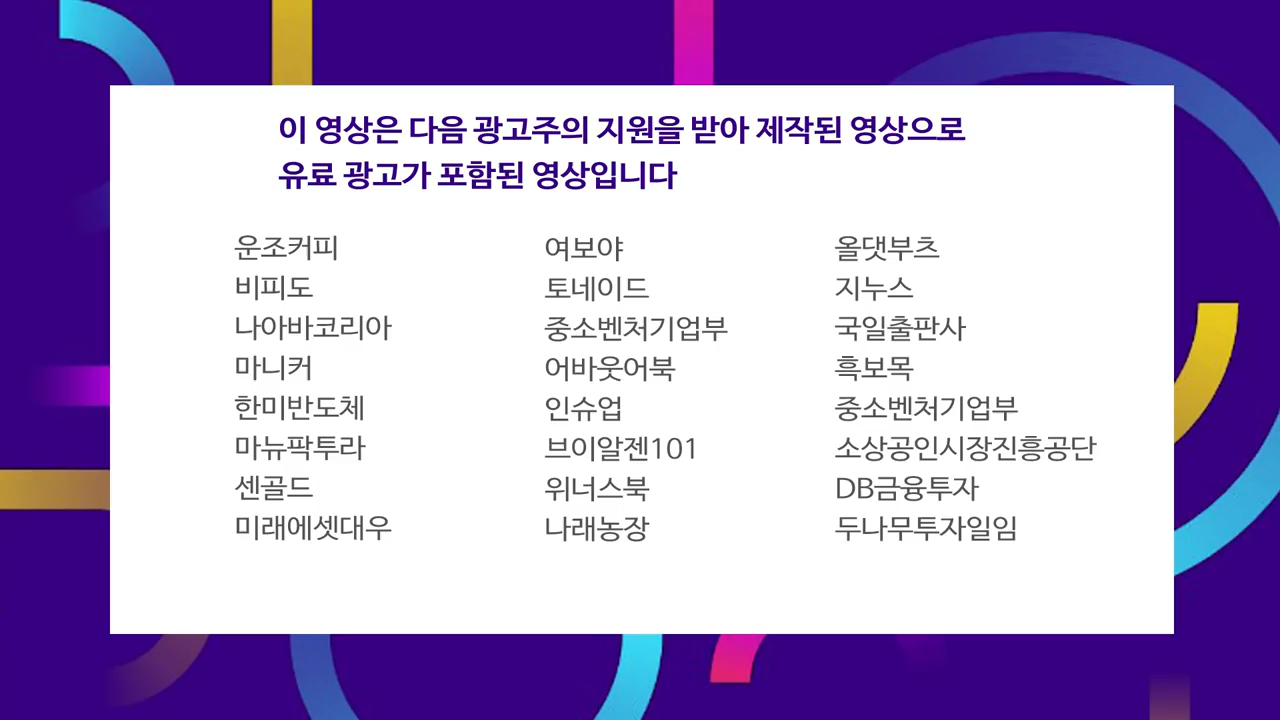 이 영상은 다음 광고주의 지원을 받아 제작된 영상으로
유료 광고가 포함된 영상입니다
운조커피
비피도
나아바코리아
마니커
한미반도체
마뉴팍투라
센골드
미래에셋대우
여보야
토네이드
중소벤처기업부
어바웃어북
인슈업
브이알젠101
위너스북
나래농장
올댓부츠
지누스
국일출판사
흑보목
중소벤처기업부
소상공인시장진흥공단
DB금융투자
두나무투자일임